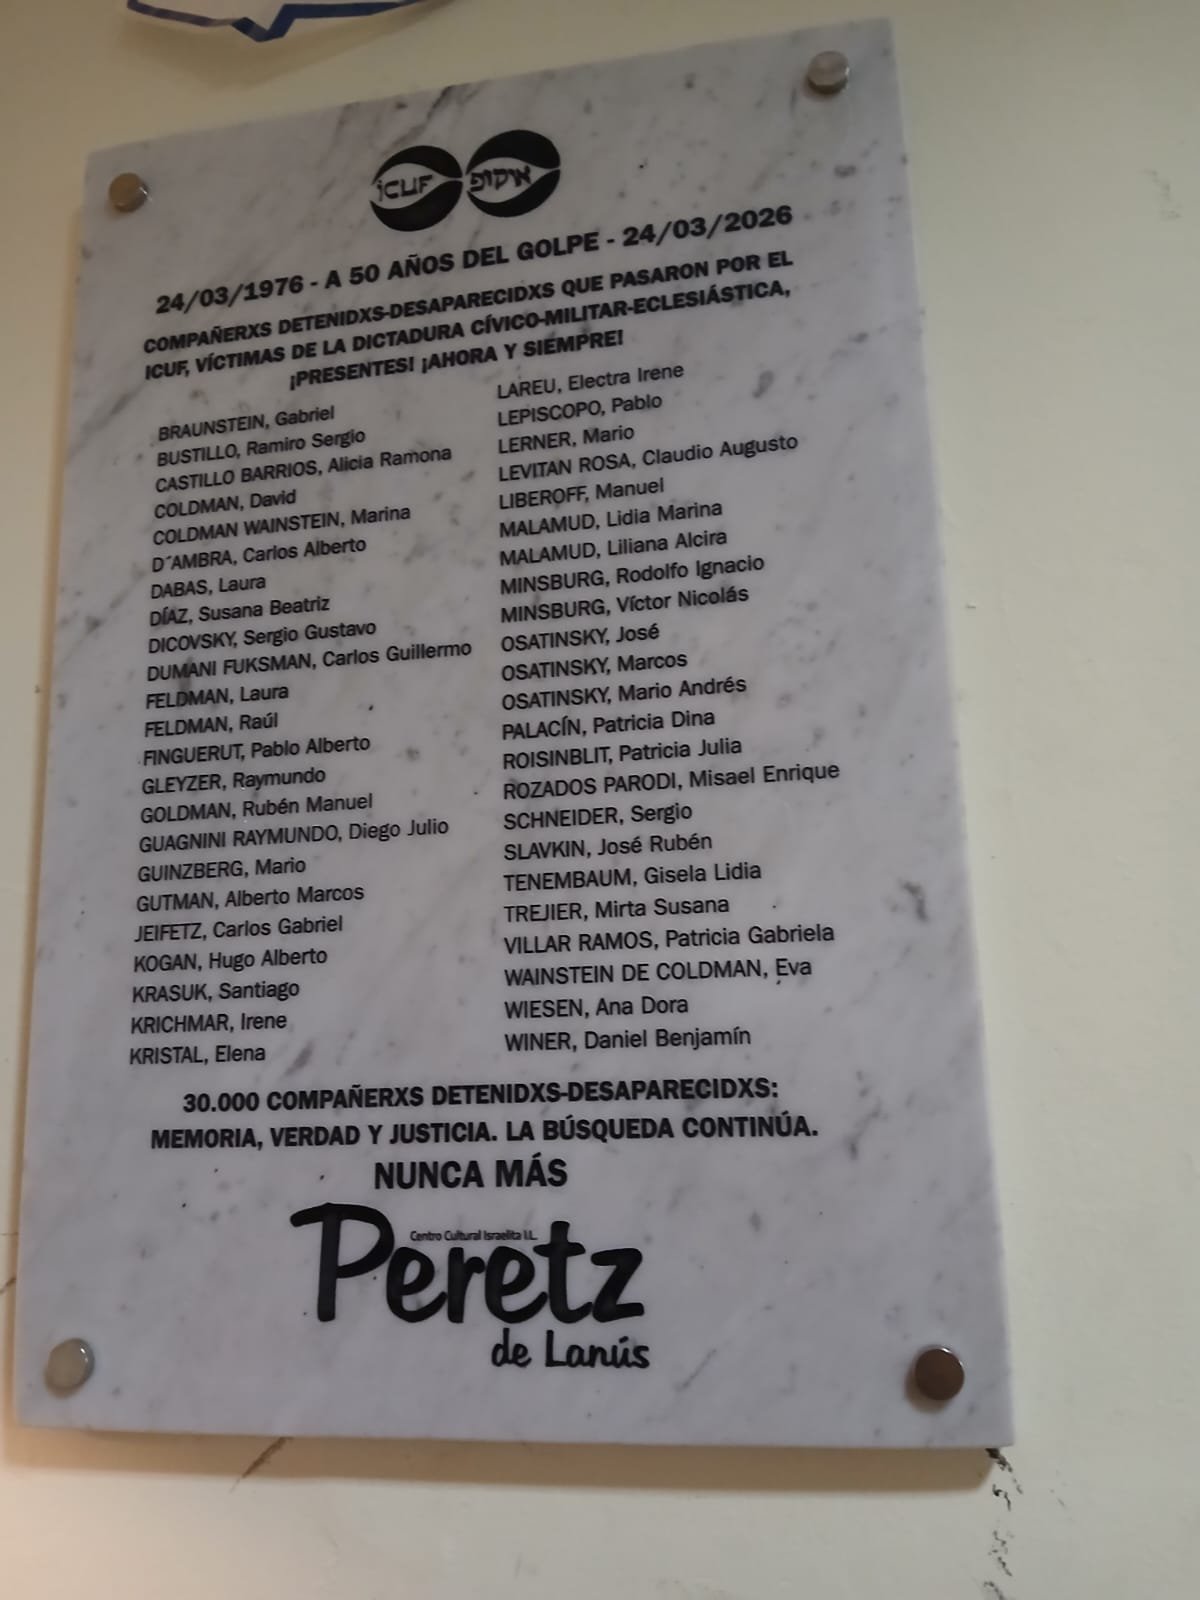 ICUF איקופ
24/03/1976 - A 50 AÑOS DEL GOLPE - 24/03/2026
COMPAÑERXS DETENIDXS-DESAPARECIDXS QUE PASARON POR EL
ICUF, VÍCTIMAS DE LA DICTADURA CÍVICO-MILITAR-ECLESIÁSTICA,
¡PRESENTES! ¡AHORA Y SIEMPRE!
BRAUNSTEIN, Gabriel
BUSTILLO, Ramiro Sergio
CASTILLO BARRIOS, Alicia Ramona
COLDMAN, David
COLDMAN WAINSTEIN, Marina
D´AMBRA, Carlos Alberto
DABAS, Laura
DÍAZ, Susana Beatriz
DICOVSKY, Sergio Gustavo
DUMANI FUKSMAN, Carlos Guillermo
FELDMAN, Laura
FELDMAN, Raúl
FINGUERUT, Pablo Alberto
GLEYZER, Raymundo
GOLDMAN, Rubén Manuel
GUAGNINI RAYMUNDO, Diego Julio
GUINZBERG, Mario
GUTMAN, Alberto Marcos
JEIFETZ, Carlos Gabriel
KOGAN, Hugo Alberto
KRASUK, Santiago
KRICHMAR, Irene
KRISTAL, Elena
LAREU, Electra Irene
LEPISCOPO, Pablo
LERNER, Mario
LEVITAN ROSA, Claudio Augusto
LIBEROFF, Manuel
MALAMUD, Lidia Marina
MALAMUD, Liliana Alcira
MINSBURG, Rodolfo Ignacio
MINSBURG, Víctor Nicolás
OSATINSKY, José
OSATINSKY, Marcos
OSATINSKY, Mario Andrés
PALACÍN, Patricia Dina
ROISINBLIT, Patricia Julia
ROZADOS PARODI, Misael Enrique
SCHNEIDER, Sergio
SLAVKIN, José Rubén
TENEMBAUM, Gisela Lidia
TREJIER, Mirta Susana
VILLAR RAMOS, Patricia Gabriela
WAINSTEIN DE COLDMAN, Eva
WIESEN, Ana Dora
WINER, Daniel Benjamín
30.000 COMPAÑERXS DETENIDXS-DESAPARECIDXS:
MEMORIA, VERDAD Y JUSTICIA. LA BÚSQUEDA CONTINÚA.
NUNCA MÁS
Centro Cultural Israelita I.L.
Peretz
de Lanús